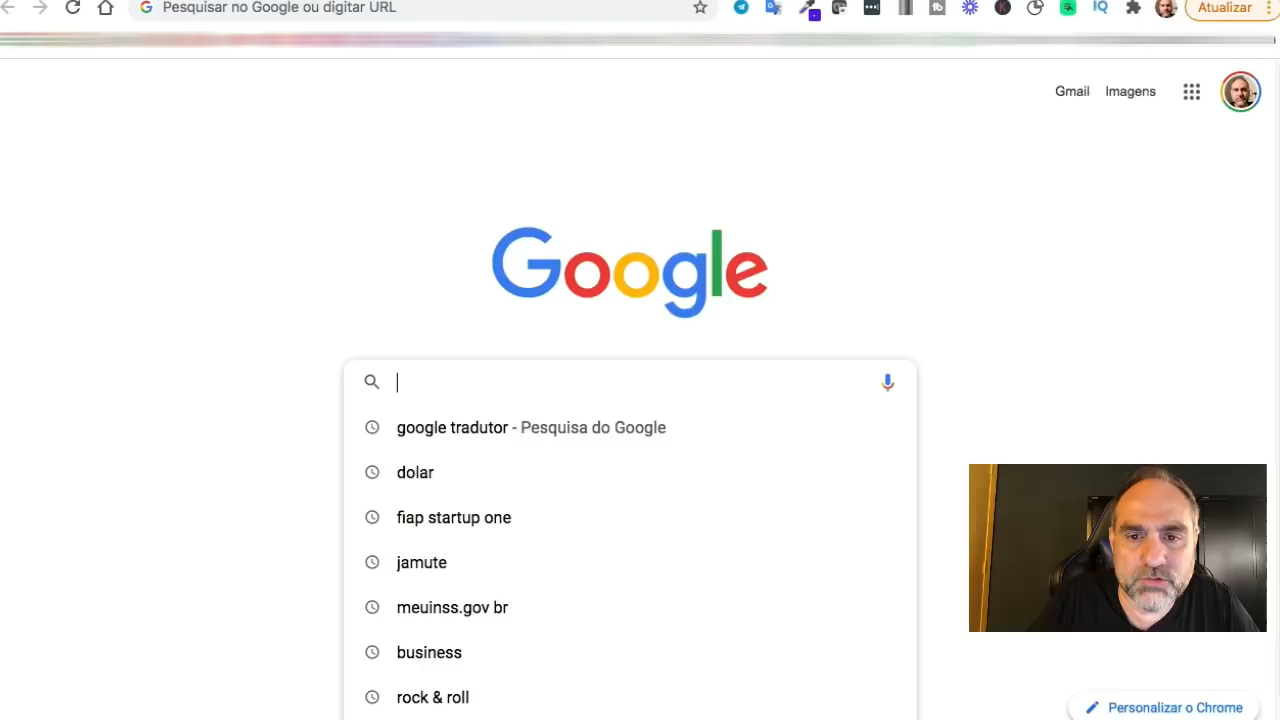 Pesquisar no Google ou digitar URL
Atualizar
Gmail Imagens
Google
google tradutor - Pesquisa do Google
dolar
fiap startup one
jamute
meuinss.gov br
business
rock & roll
Personalizar o Chrome